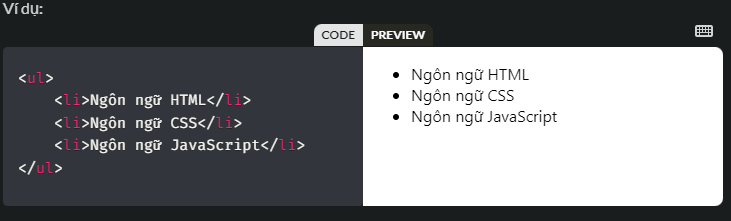 Ví dụ:
CODE PREVIEW
<ul>
    <li>Ngôn ngữ HTML</li>
    <li>Ngôn ngữ CSS</li>
    <li>Ngôn ngữ JavaScript</li>
</ul>
• Ngôn ngữ HTML
• Ngôn ngữ CSS
• Ngôn ngữ JavaScript